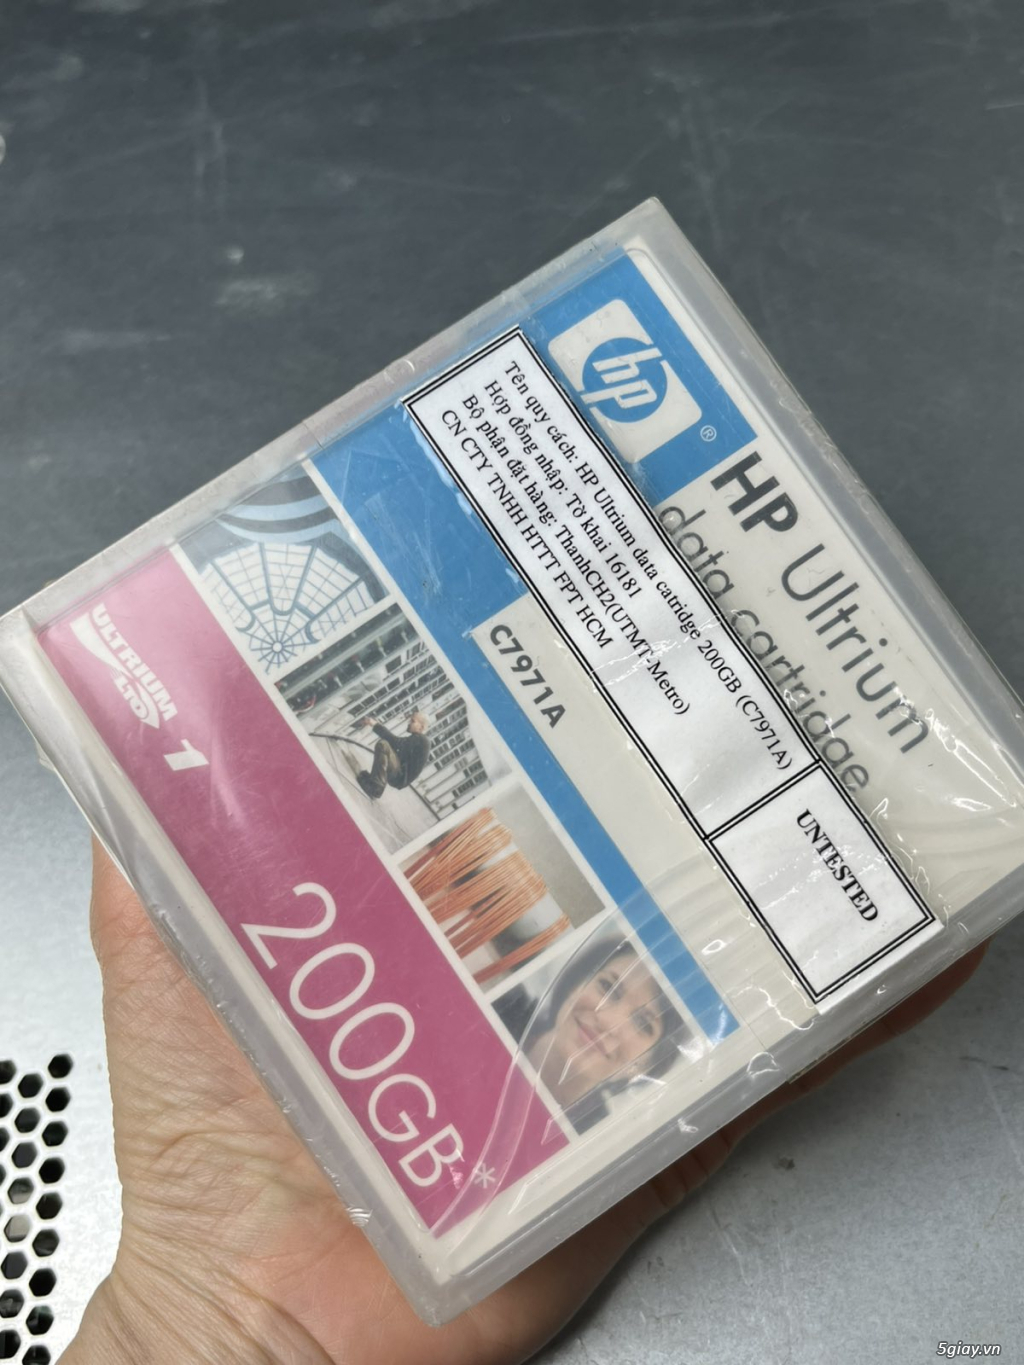 hp
®
HP Ultrium
data cartridge
Tên quy cách: HP Ultrium data catridge 200GB (C7971A)
Hợp đồng nhập: Tờ khai 16181
Bộ phận đặt hàng: ThanhCH2(UTMT-Metro)
CN CTY TNHH HTTT FPT HCM
UNTESTED
C7971A
ULTRIUM
LTO
1
200GB*
5giay.vn